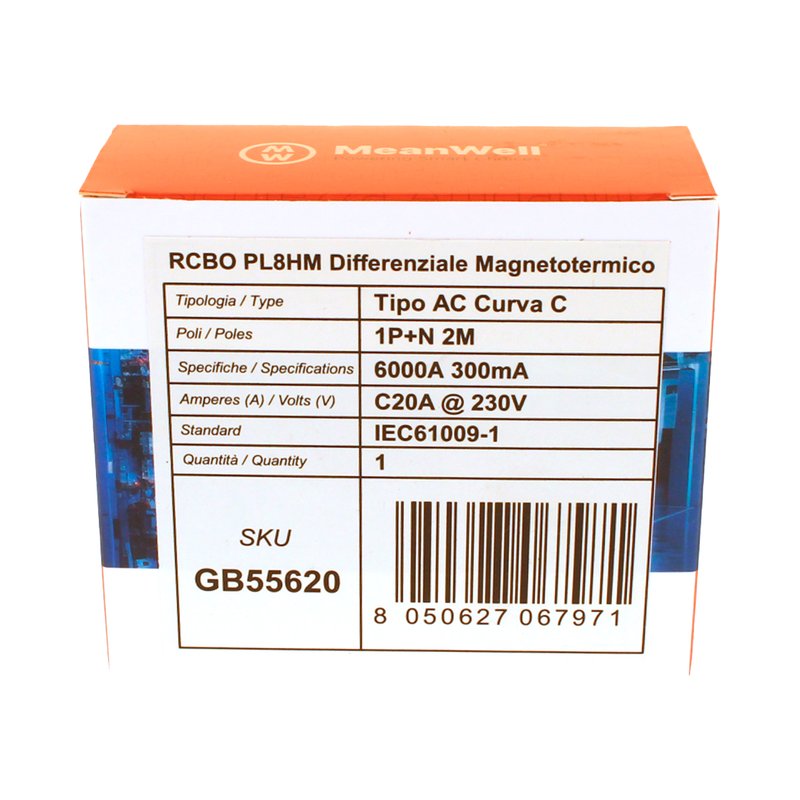 MW MeanWell
RCBO PL8HM Differenziale Magnetotermico
Tipologia / Type Tipo AC Curva C
Poli / Poles 1P+N 2M
Specifiche / Specifications 6000A 300mA
Amperes (A) / Volts (V) C20A @ 230V
Standard IEC61009-1
Quantità / Quantity 1
SKU
GB55620
8 050627 067971